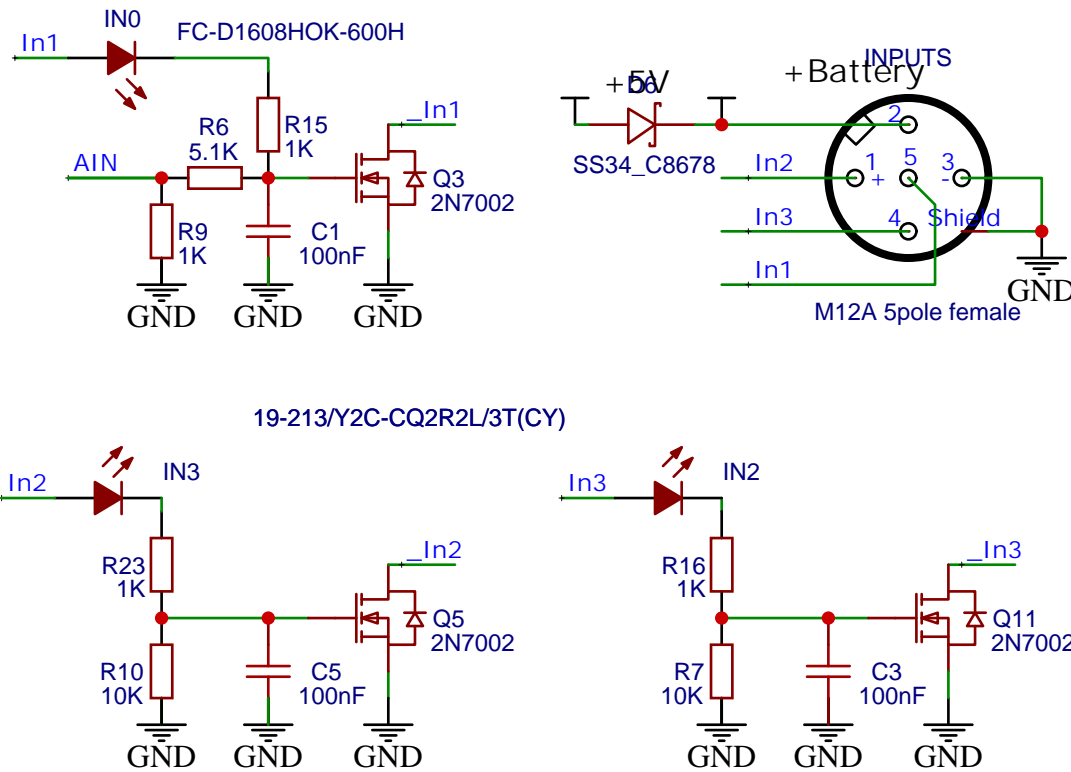 IN0
FC-D1608HOK-600H
In1
R6
5.1K
R15
1K
_In1
AIN
Q3
2N7002
R9
1K
C1
100nF
GND
GND
GND
INPUTS
+5V
D6
+Battery
SS34_C8678
2
In2
1
5
3
+
-
In3
4
Shield
In1
GND
M12A 5pole female
19-213/Y2C-CQ2R2L/3T(CY)
In2
IN3
R23
1K
_In2
Q5
2N7002
R10
10K
C5
100nF
GND
GND
GND
In3
IN2
R16
1K
_In3
Q11
2N7002
R7
10K
C3
100nF
GND
GND
GND